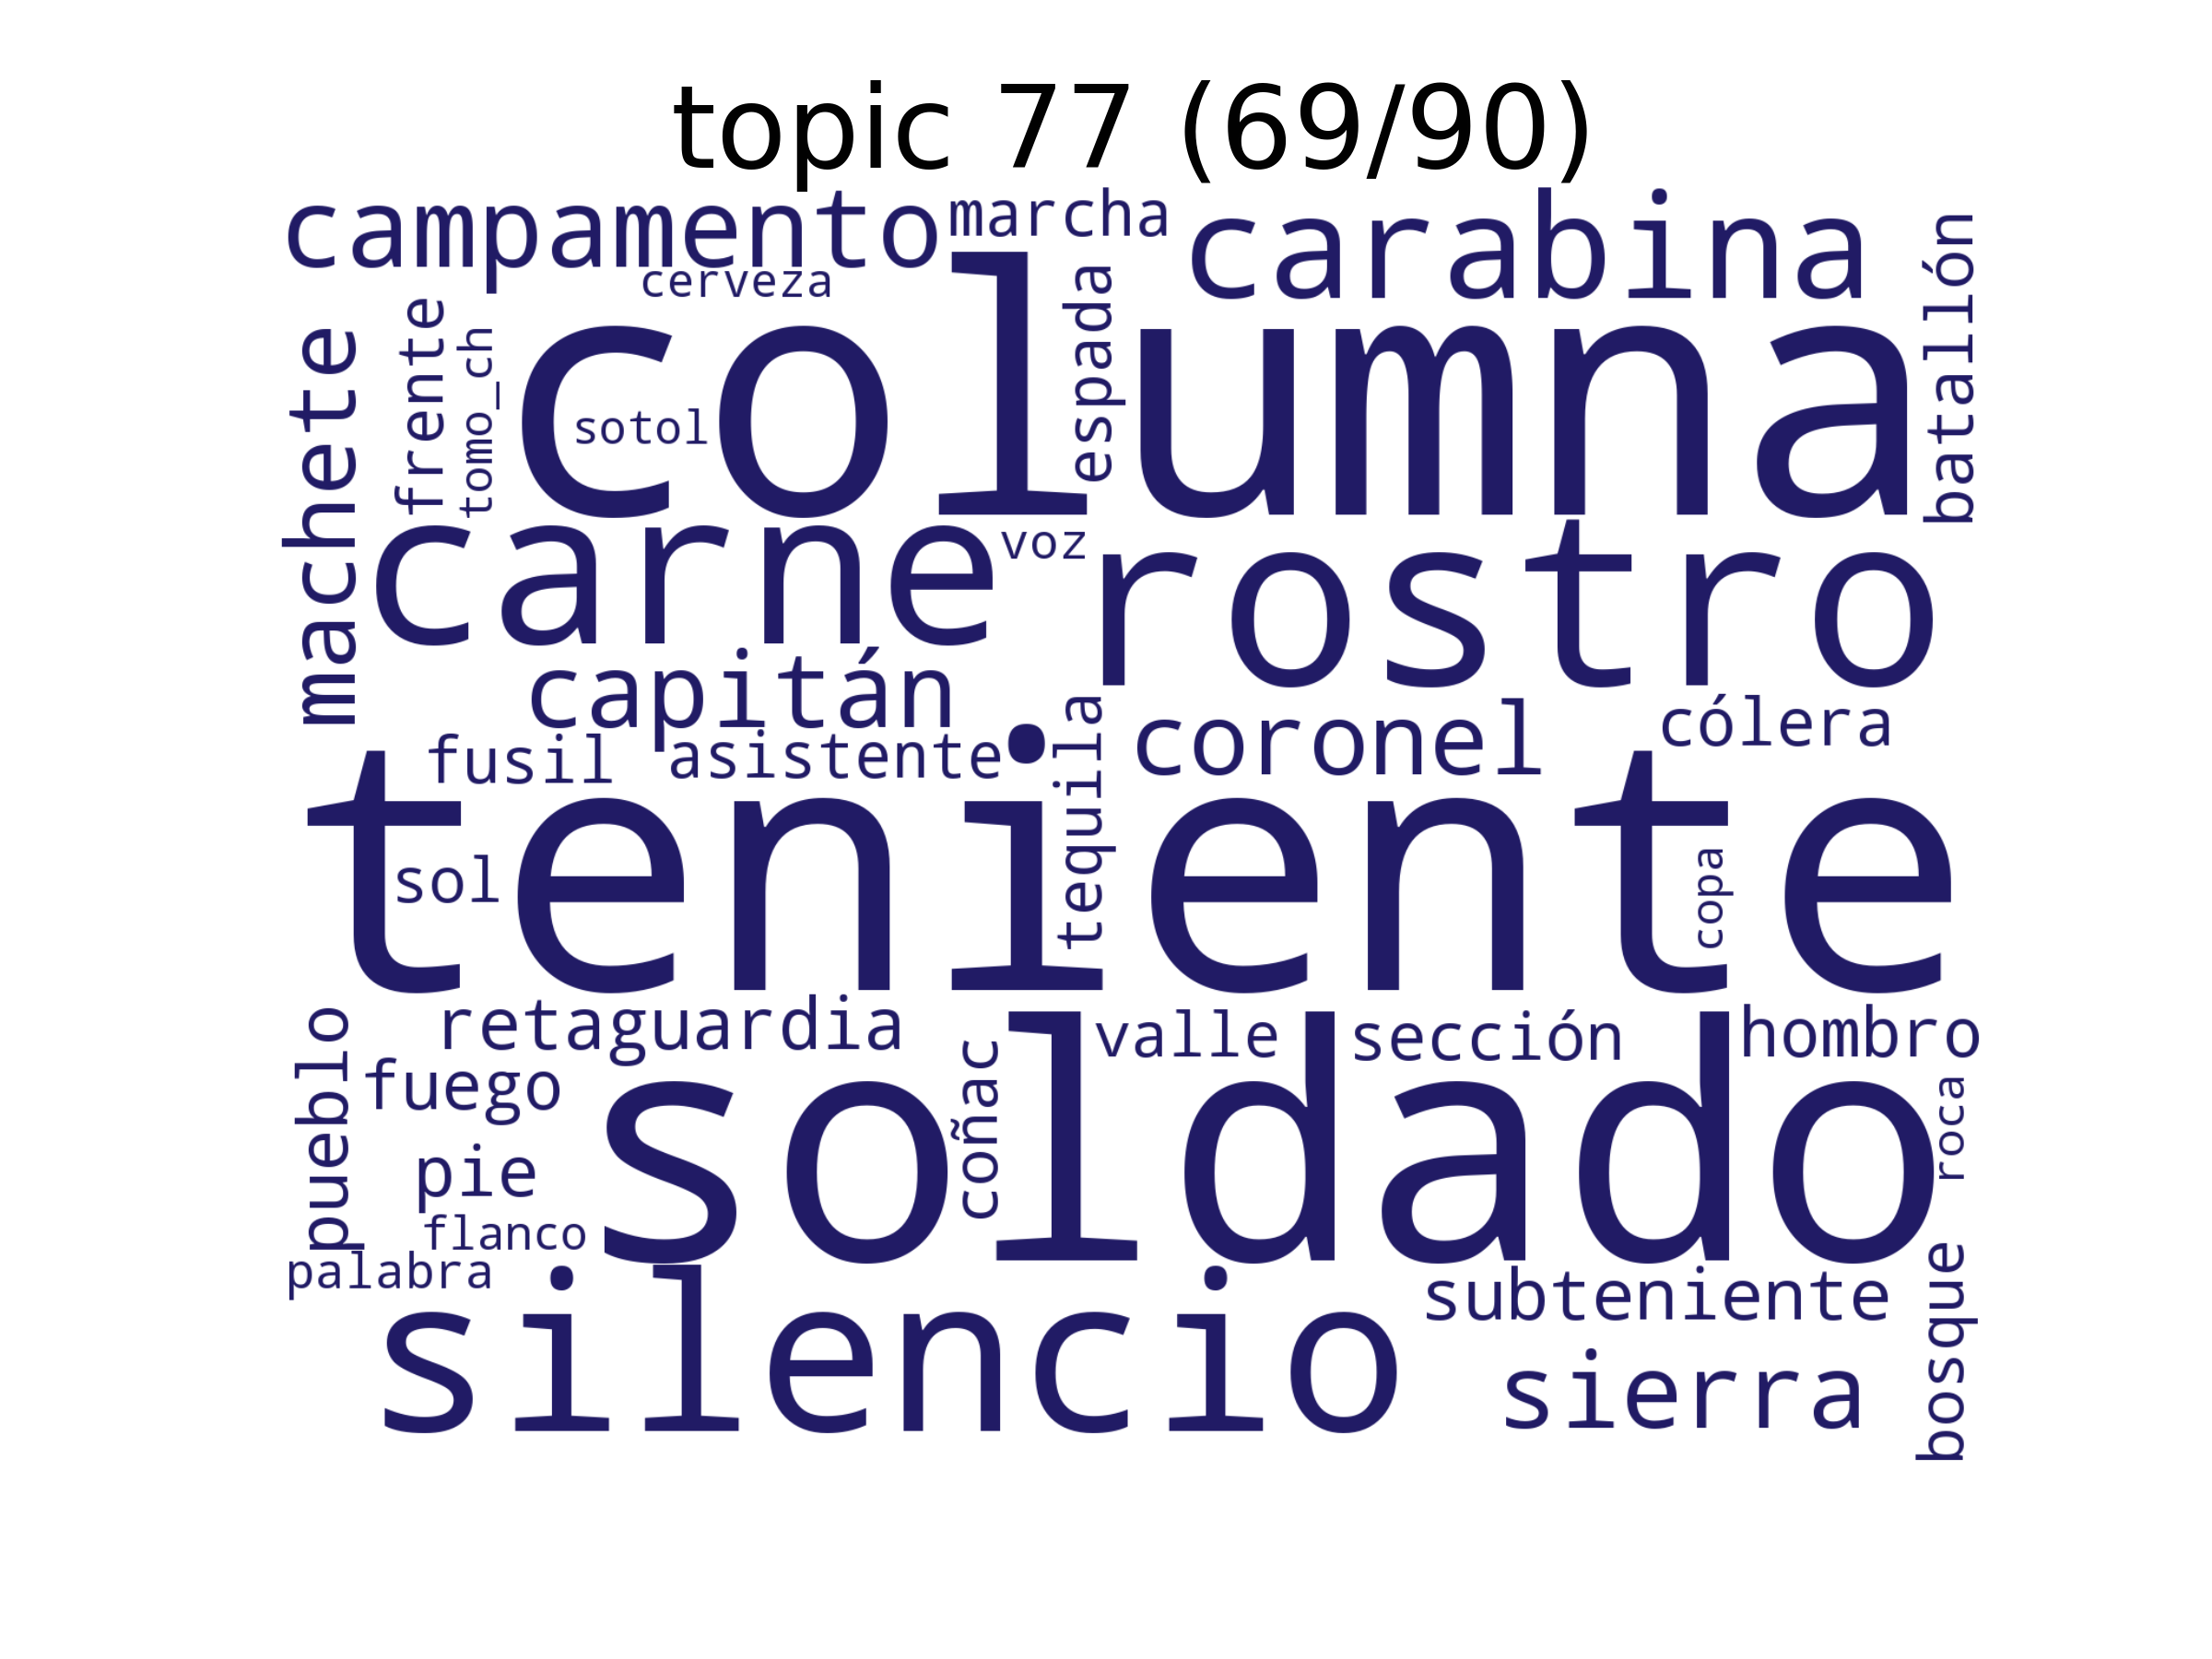 topic 77 (69/90)
campamento
marcha
carabina
cerveza
columna
espada
batallón
machete
frente
tomo_ch
sotol
carne
voz
rostro
capitán
coronel
cólera
fusil
asistente
tequila
teniente
sol
copa
retaguardia
valle
sección
hombro
pueblo
fuego
soldado
coñac
roca
pie
flanco
palabra
silencio
subteniente
sierra
bosque